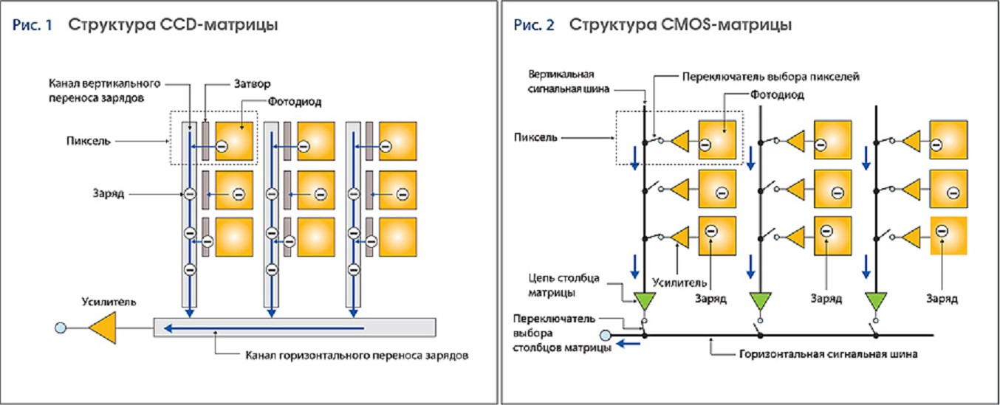 Рис. 1 Структура CCD-матрицы
Канал вертикального
переноса зарядов
Затвор
Фотодиод
Пиксель
Заряд
Усилитель
Канал горизонтального переноса зарядов
Рис. 2 Структура CMOS-матрицы
Вертикальная
сигнальная шина
Переключатель выбора пикселей
Фотодиод
Пиксель
Цепь столбца
матрицы
Усилитель
Заряд
Заряд
Заряд
Переключатель
выбора
столбцов матрицы
Горизонтальная сигнальная шина